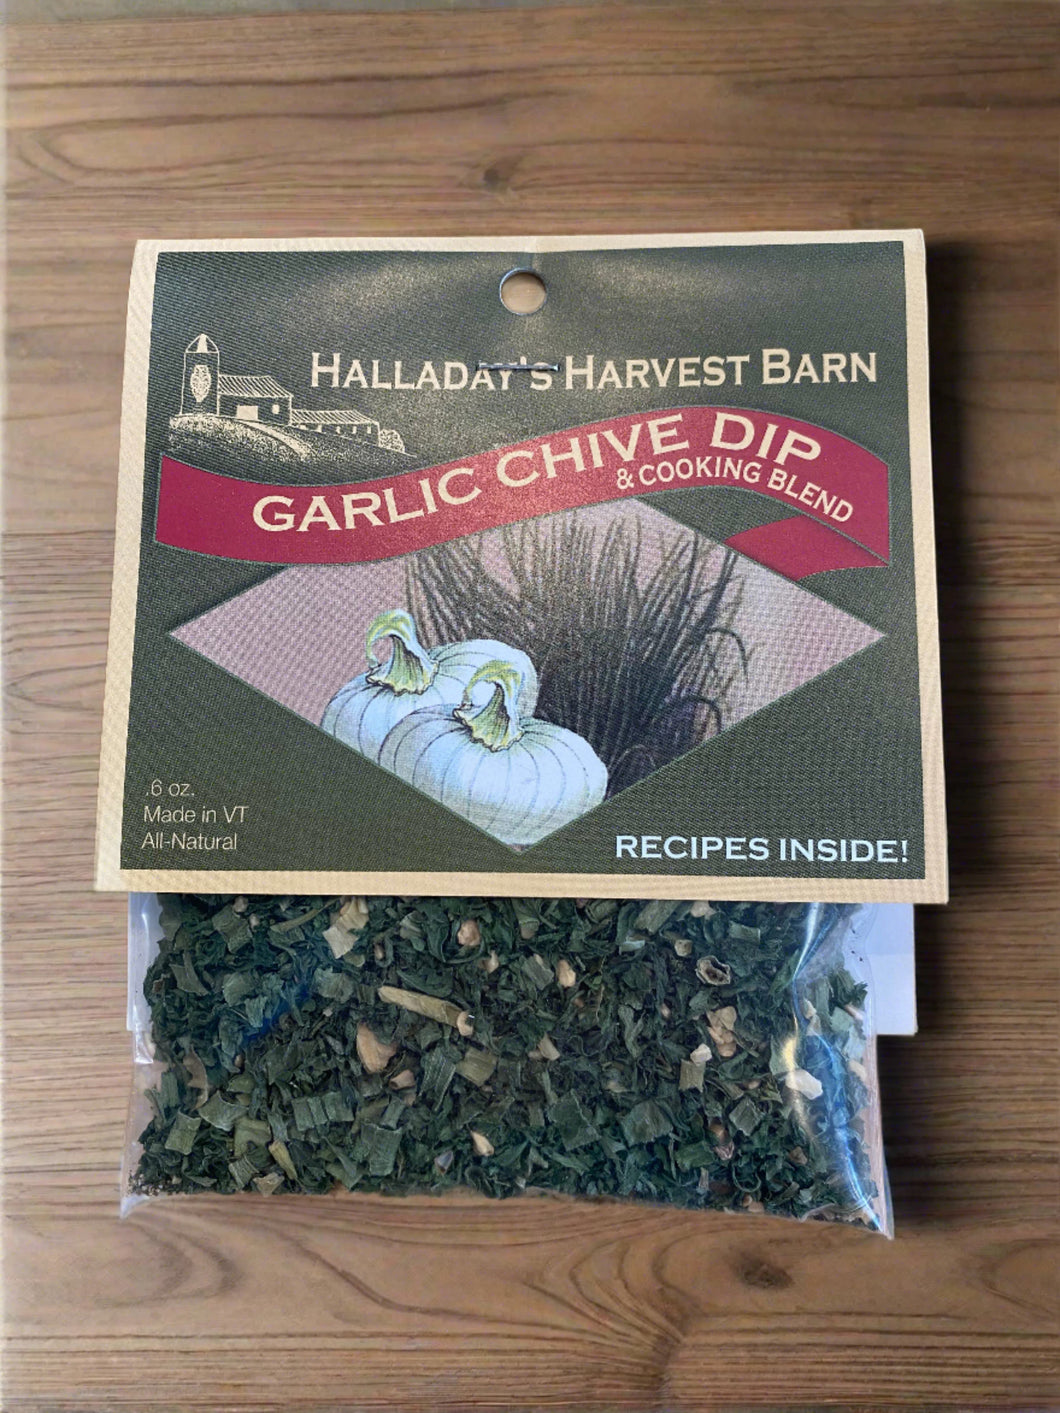 HALLADAY'S HARVEST BARN
GARLIC CHIVE DIP
& COOKING BLEND
.6 oz.
Made in VT
All-Natural
RECIPES INSIDE!